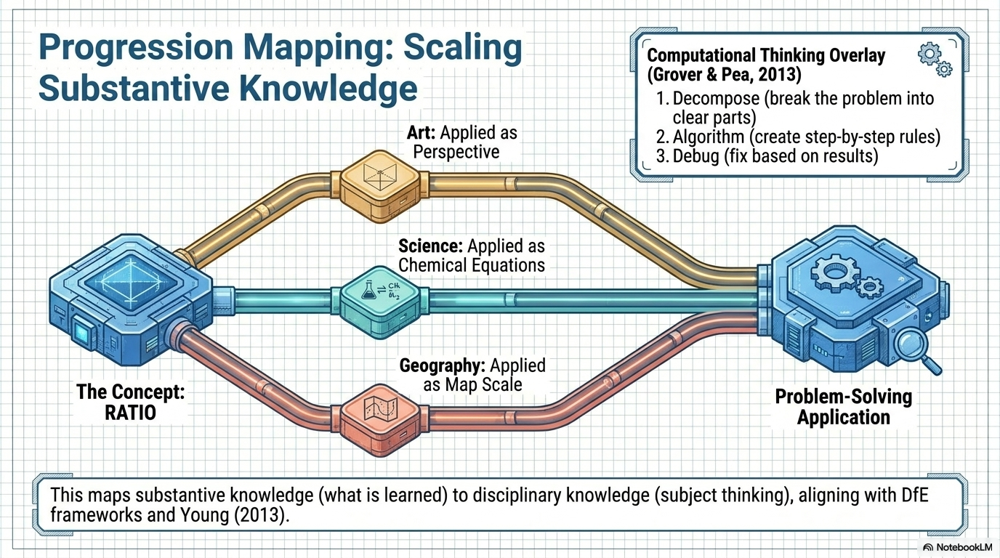 Progression Mapping: Scaling
Substantive Knowledge
Computational Thinking Overlay
(Grover & Pea, 2013)
1. Decompose (break the problem into
clear parts)
2. Algorithm (create step-by-step rules)
3. Debug (fix based on results)
Art: Applied as
Perspective
Science: Applied as
Chemical Equations
Geography: Applied
as Map Scale
The Concept:
RATIO
Problem-Solving
Application
This maps substantive knowledge (what is learned) to disciplinary knowledge (subject thinking), aligning with DfE
frameworks and Young (2013).
NotebookLM